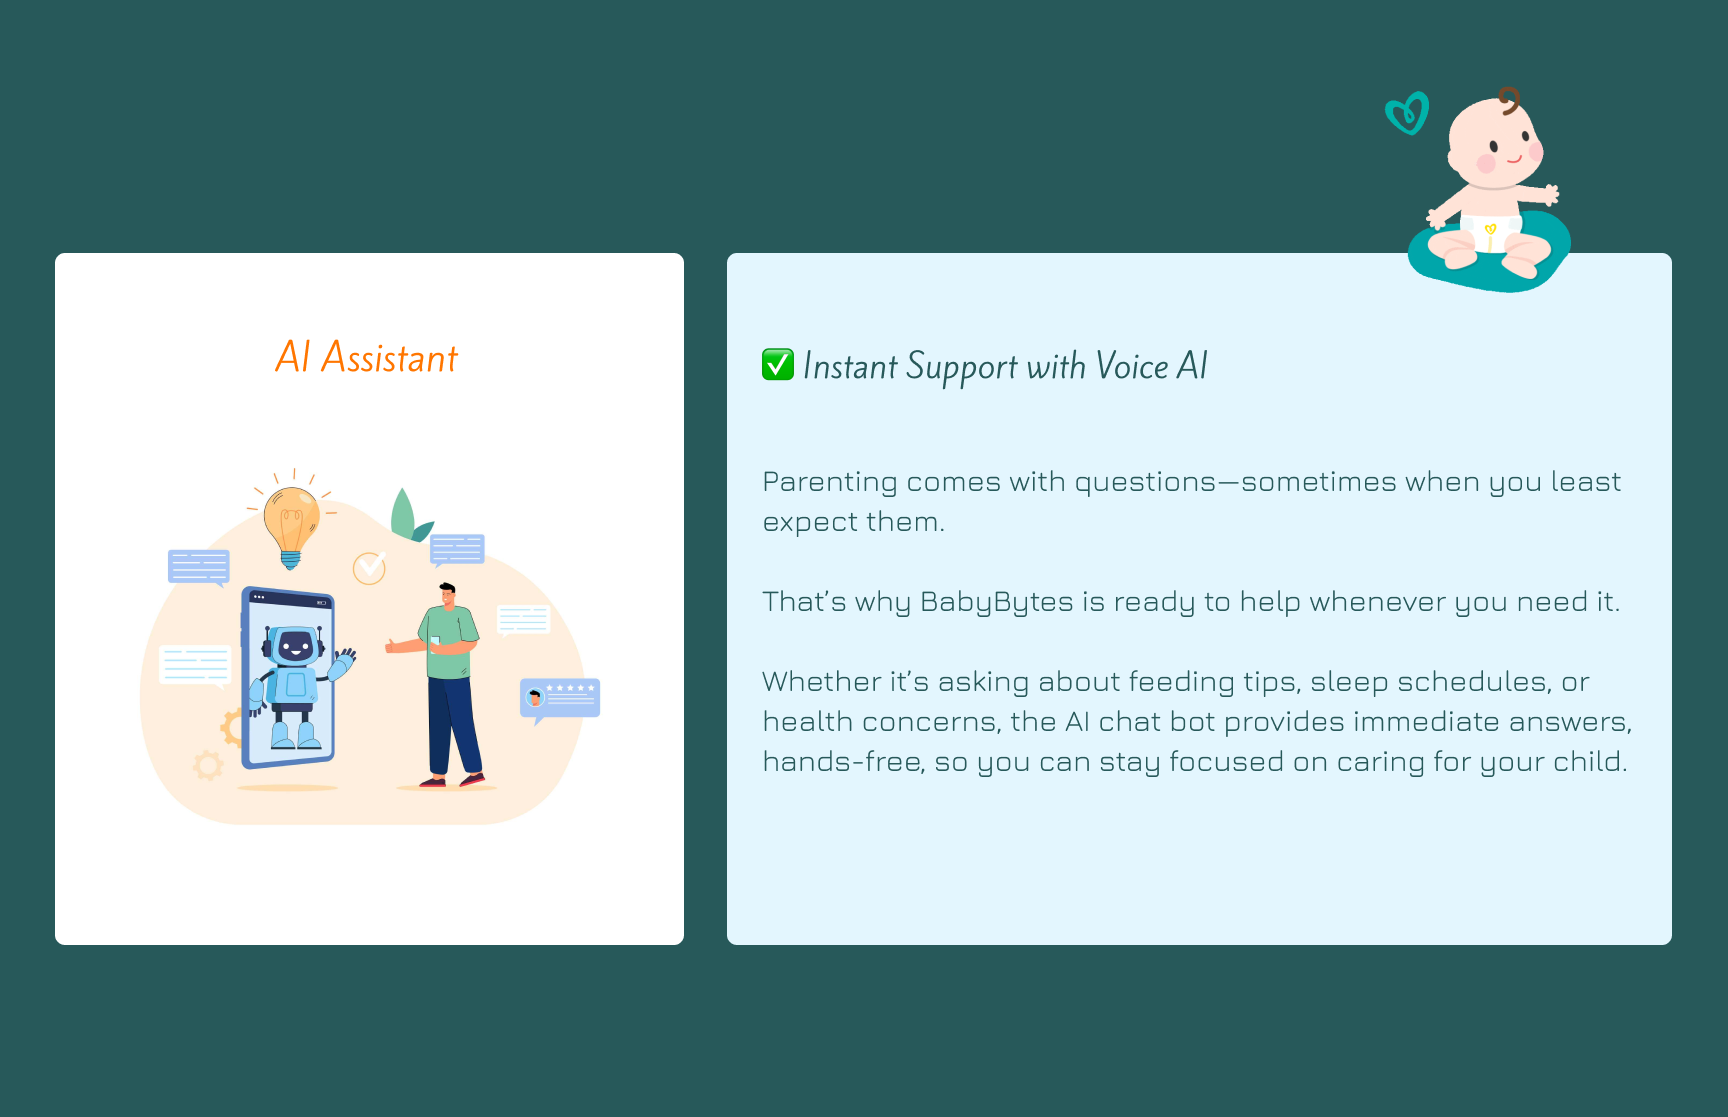 AI Assistant
✅ Instant Support with Voice AI
Parenting comes with questions—sometimes when you least
expect them.
That’s why BabyBytes is ready to help whenever you need it.
Whether it’s asking about feeding tips, sleep schedules, or
health concerns, the AI chat bot provides immediate answers,
hands-free, so you can stay focused on caring for your child.